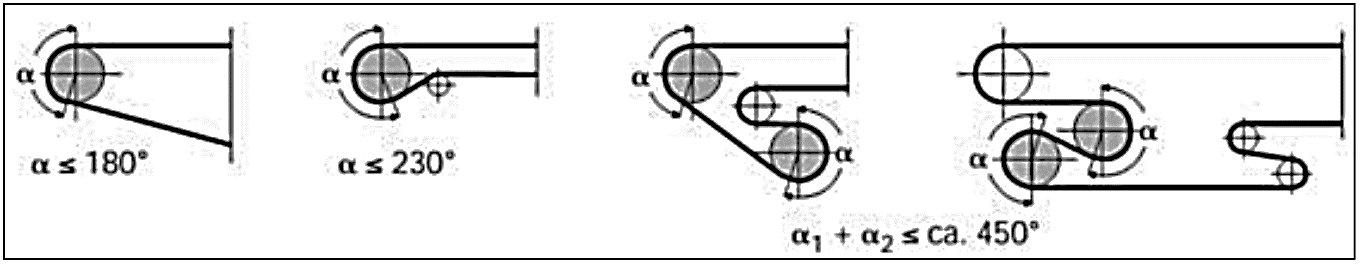 α α α α α α
α ≤ 180° α ≤ 230°
α₁ + α₂ ≤ ca. 450°